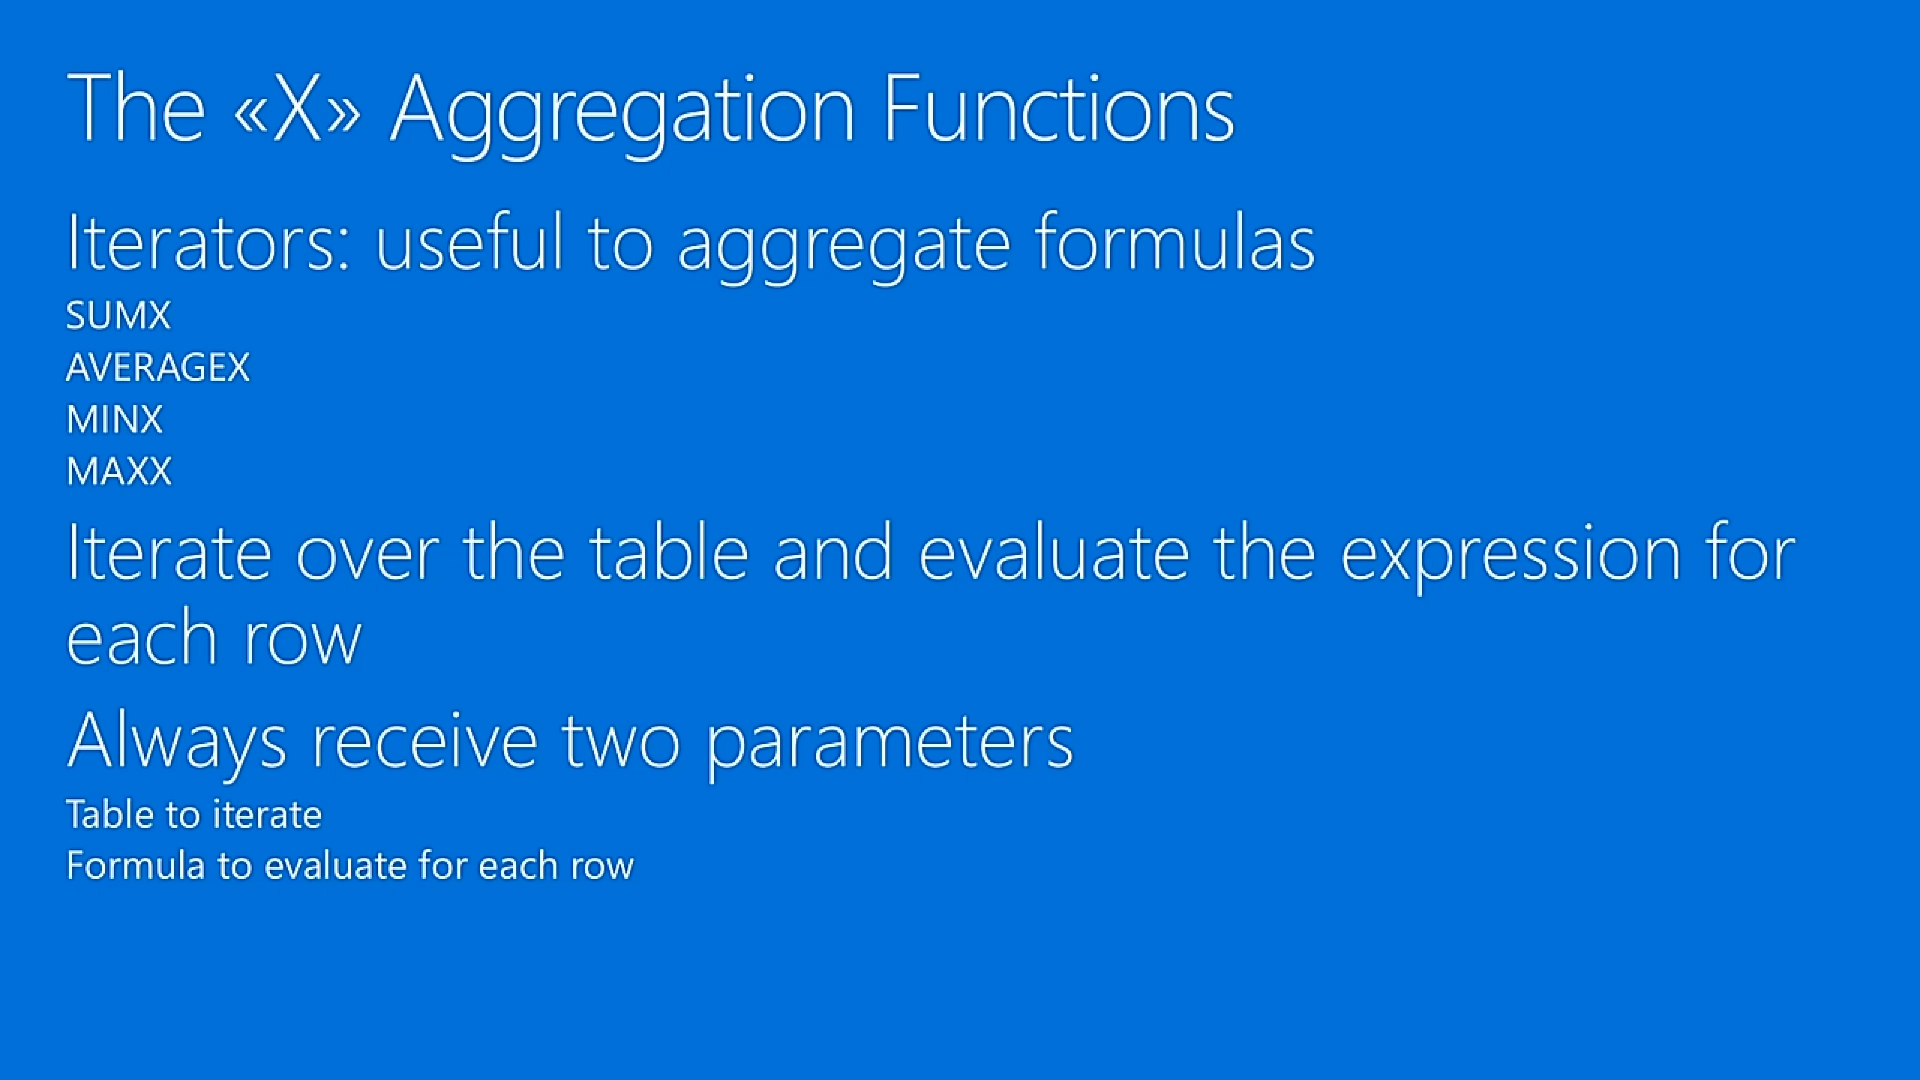 The «X» Aggregation Functions
Iterators: useful to aggregate formulas
SUMX
AVERAGEX
MINX
MAXX
Iterate over the table and evaluate the expression for
each row
Always receive two parameters
Table to iterate
Formula to evaluate for each row